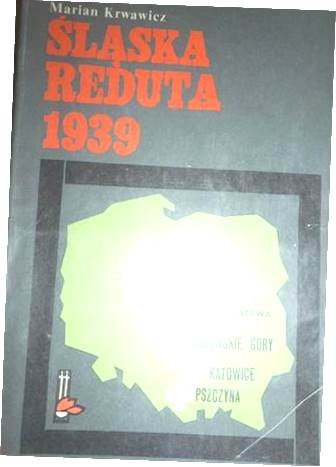 Marian Krwawicz
ŚLĄSKA
REDUTA
1939
GÓRY
KATOWICE
PSZCZYNA